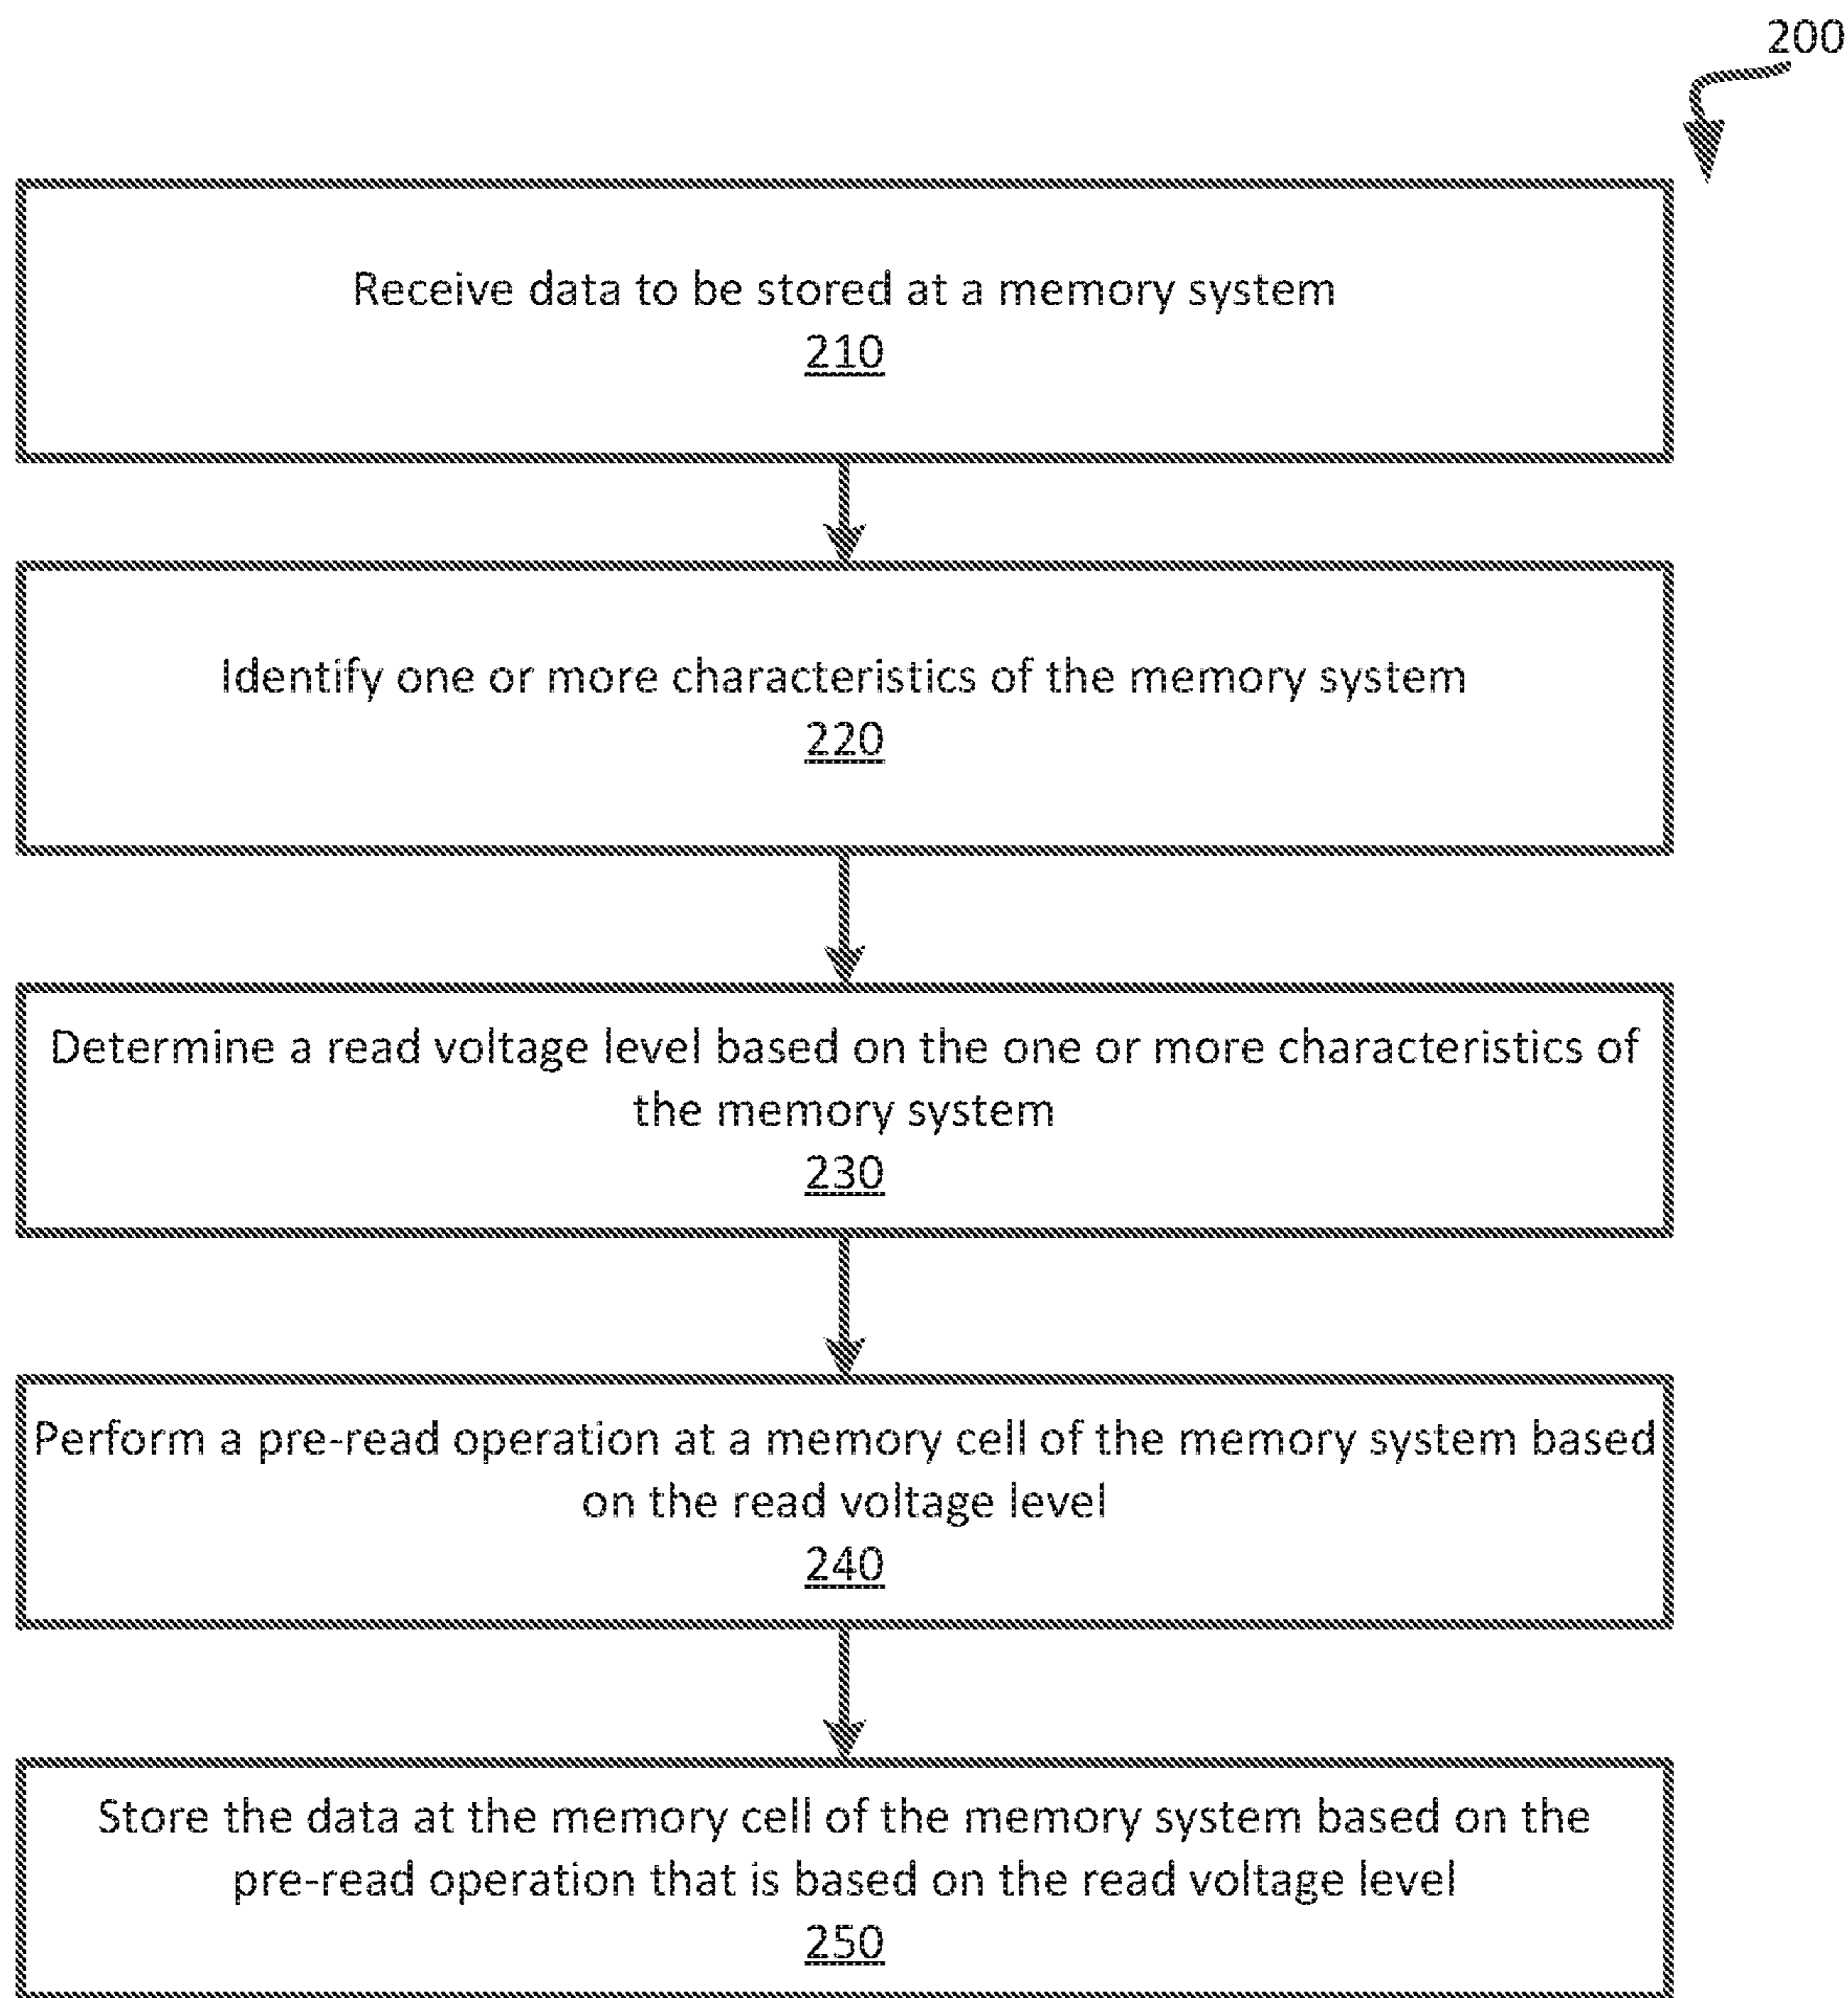 200
Receive data to be stored at a memory system
210
Identify one or more characteristics of the memory system
220
Determine a read voltage level based on the one or more characteristics of
the memory system
230
Perform a pre-read operation at a memory cell of the memory system based
on the read voltage level
240
Store the data at the memory cell of the memory system based on the
pre-read operation that is based on the read voltage level
250